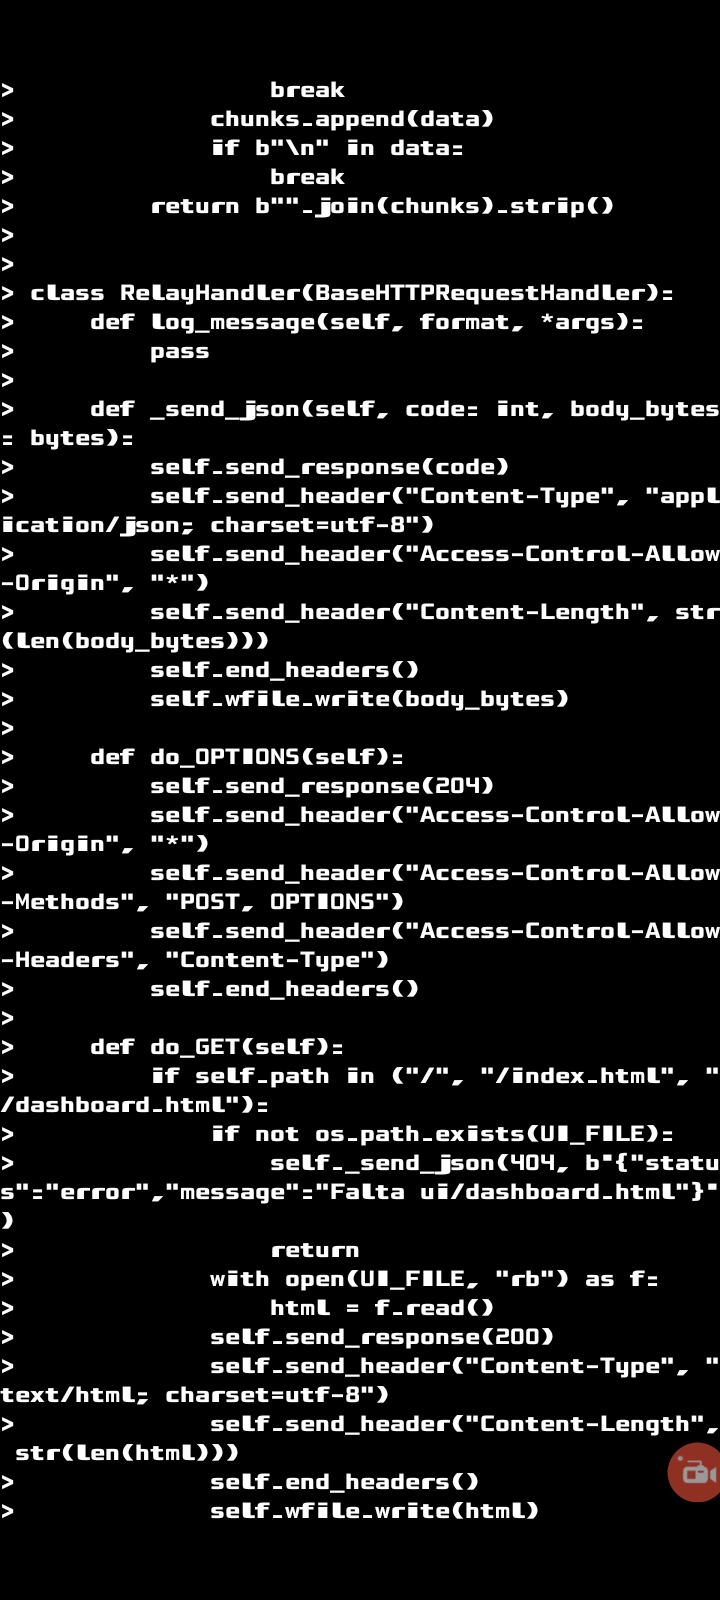 >                 break
>             chunks.append(data)
>             if b"\n" in data:
>                 break
>         return b"".join(chunks).strip()
>
>
> class RelayHandler(BaseHTTPRequestHandler):
>     def log_message(self, format, *args):
>         pass
>
>     def _send_json(self, code: int, body_bytes
: bytes):
>         self.send_response(code)
>         self.send_header("Content-Type", "appl
ication/json; charset=utf-8")
>         self.send_header("Access-Control-Allow
-Origin", "*")
>         self.send_header("Content-Length", str
(len(body_bytes)))
>         self.end_headers()
>         self.wfile.write(body_bytes)
>
>     def do_OPTIONS(self):
>         self.send_response(204)
>         self.send_header("Access-Control-Allow
-Origin", "*")
>         self.send_header("Access-Control-Allow
-Methods", "POST, OPTIONS")
>         self.send_header("Access-Control-Allow
-Headers", "Content-Type")
>         self.end_headers()
>
>     def do_GET(self):
>         if self.path in ("/", "/index.html", "
/dashboard.html"):
>             if not os.path.exists(UI_FILE):
>                 self._send_json(404, b'{"statu
s":"error","message":"Falta ui/dashboard.html"}'
)
>                 return
>             with open(UI_FILE, "rb") as f:
>                 html = f.read()
>             self.send_response(200)
>             self.send_header("Content-Type", "
text/html; charset=utf-8")
>             self.send_header("Content-Length",
 str(len(html)))
>             self.end_headers()
>             self.wfile.write(html)